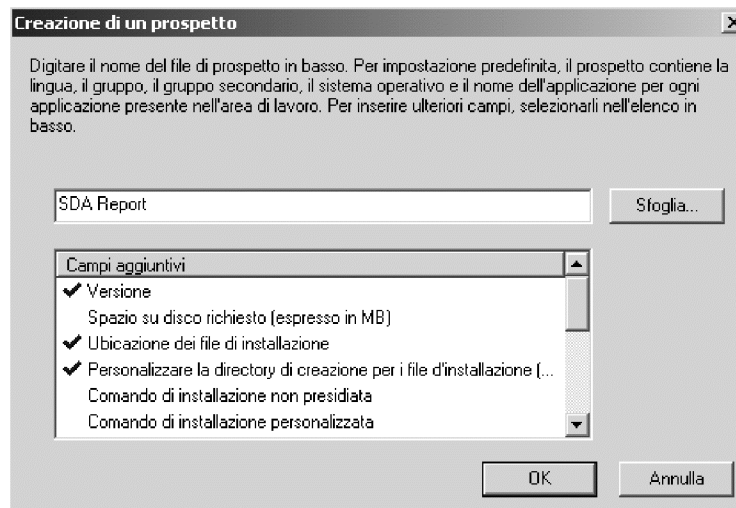 Creazione di un prospetto
Digitare il nome del file di prospetto in basso. Per impostazione predefinita, il prospetto contiene la
lingua, il gruppo, il gruppo secondario, il sistema operativo e il nome dell'applicazione per ogni
applicazione presente nell'area di lavoro. Per inserire ulteriori campi, selezionarli nell'elenco in
basso.
SDA Report
Sfoglia...
Campi aggiuntivi
Versione
Spazio su disco richiesto (espresso in MB)
Ubicazione dei file di installazione
Personalizzare la directory di creazione per i file d'installazione (...
Comando di installazione non presidiata
Comando di installazione personalizzata
OK
Annulla